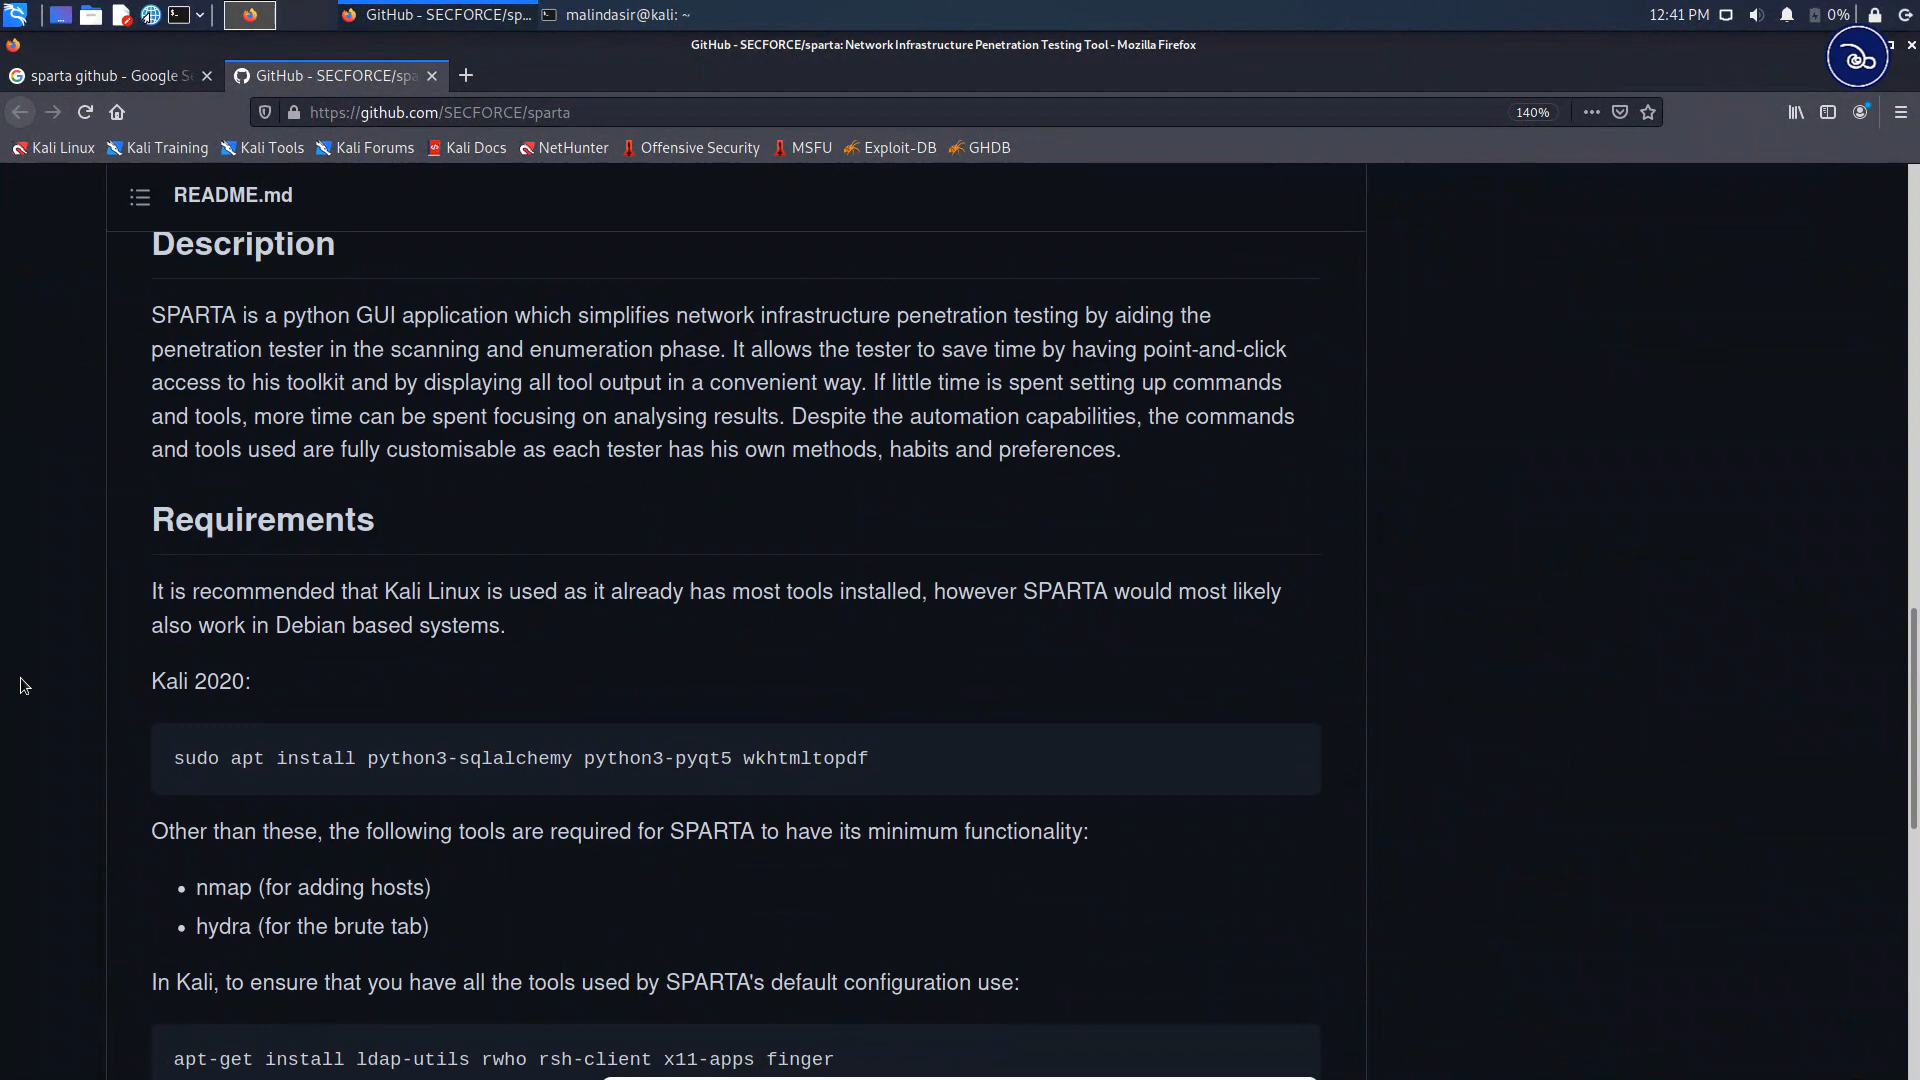 GitHub - SECFORCE/sp... malindasir@kali: ~ 12:41 PM 0%
GitHub - SECFORCE/sparta: Network Infrastructure Penetration Testing Tool - Mozilla Firefox
sparta github - Google S GitHub - SECFORCE/spa
https://github.com/SECFORCE/sparta 140%
Kali Linux Kali Training Kali Tools Kali Forums Kali Docs NetHunter Offensive Security MSFU Exploit-DB GHDB
README.md
Description
SPARTA is a python GUI application which simplifies network infrastructure penetration testing by aiding the
penetration tester in the scanning and enumeration phase. It allows the tester to save time by having point-and-click
access to his toolkit and by displaying all tool output in a convenient way. If little time is spent setting up commands
and tools, more time can be spent focusing on analysing results. Despite the automation capabilities, the commands
and tools used are fully customisable as each tester has his own methods, habits and preferences.
Requirements
It is recommended that Kali Linux is used as it already has most tools installed, however SPARTA would most likely
also work in Debian based systems.
Kali 2020:
sudo apt install python3-sqlalchemy python3-pyqt5 wkhtmltopdf
Other than these, the following tools are required for SPARTA to have its minimum functionality:
• nmap (for adding hosts)
• hydra (for the brute tab)
In Kali, to ensure that you have all the tools used by SPARTA's default configuration use:
apt-get install ldap-utils rwho rsh-client x11-apps finger